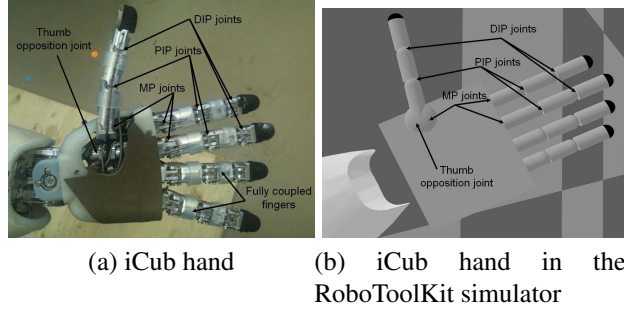 Thumb
opposition joint
DIP joints
PIP joints
MP joints
Fully coupled
fingers
DIP joints
PIP joints
MP joints
Thumb
opposition joint
(a) iCub hand
(b) iCub hand in the
RoboToolKit simulator